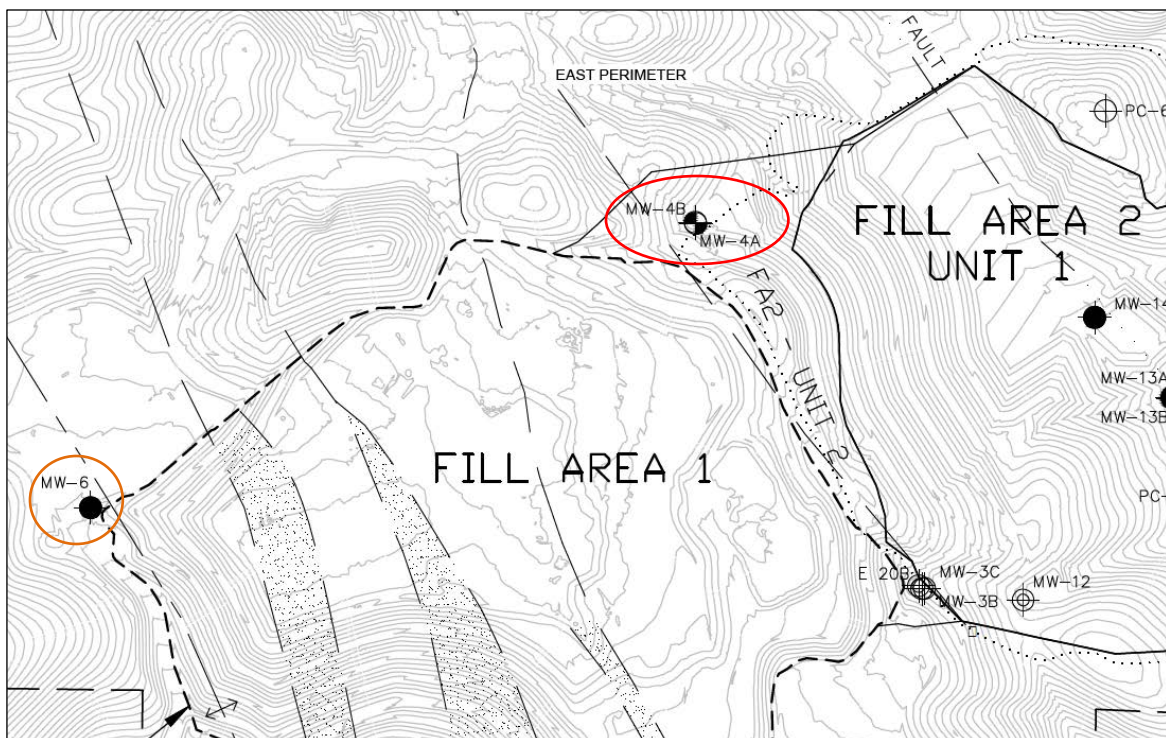 FAULT
EAST PERIMETER
PC-6
MW-4B
MW-4A
FILL AREA 2
UNIT 1
FA2 - UNIT 2
MW-14
MW-13A
MW-13B
FILL AREA 1
MW-6
PC-
E 20B
MW-3C
MW-3B
MW-12